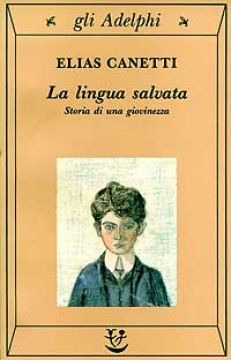 gli Adelphi
ELIAS CANETTI
La lingua salvata
Storia di una giovinezza